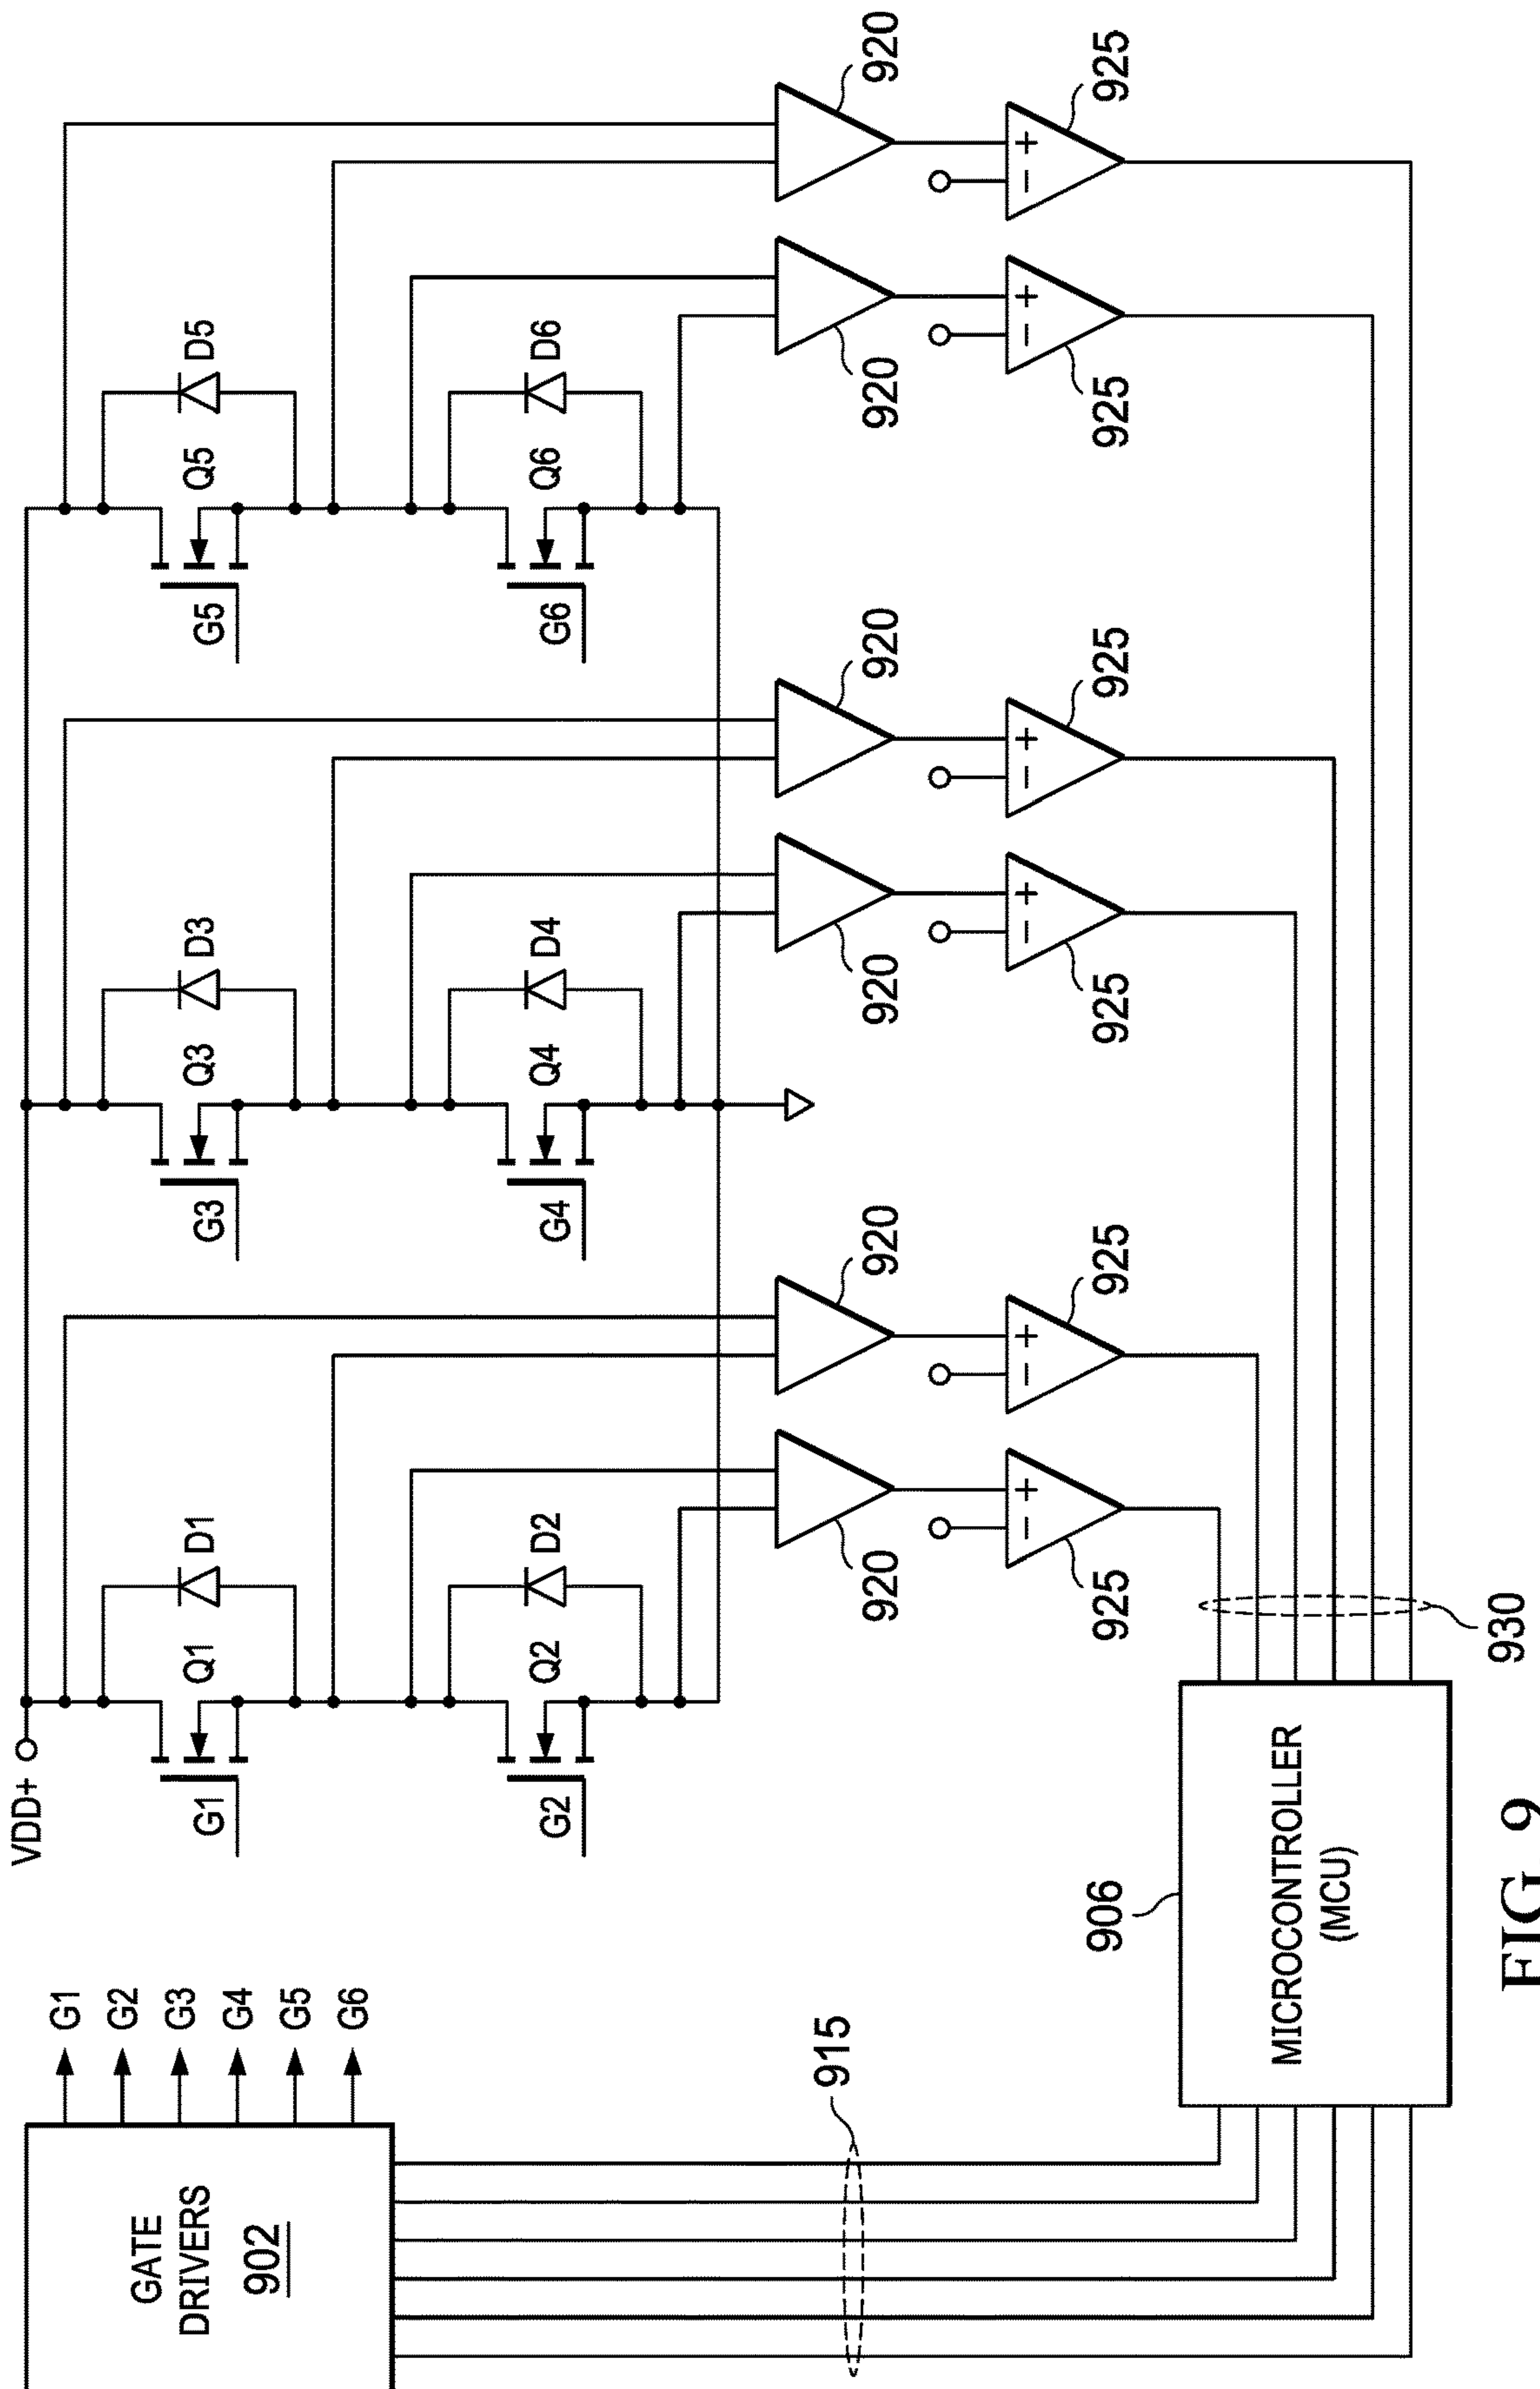 GATE
DRIVERS
902
G1
G2
G3
G4
G5
G6
VDD+
G1
Q1
D1
G2
Q2
D2
G3
Q3
D3
G4
Q4
D4
G5
Q5
D5
G6
Q6
D6
920
920
920
920
920
920
+
−
+
−
+
−
+
−
+
−
+
−
925
925
925
925
925
925
915
906
MICROCONTROLLER
(MCU)
930
FIG. 9